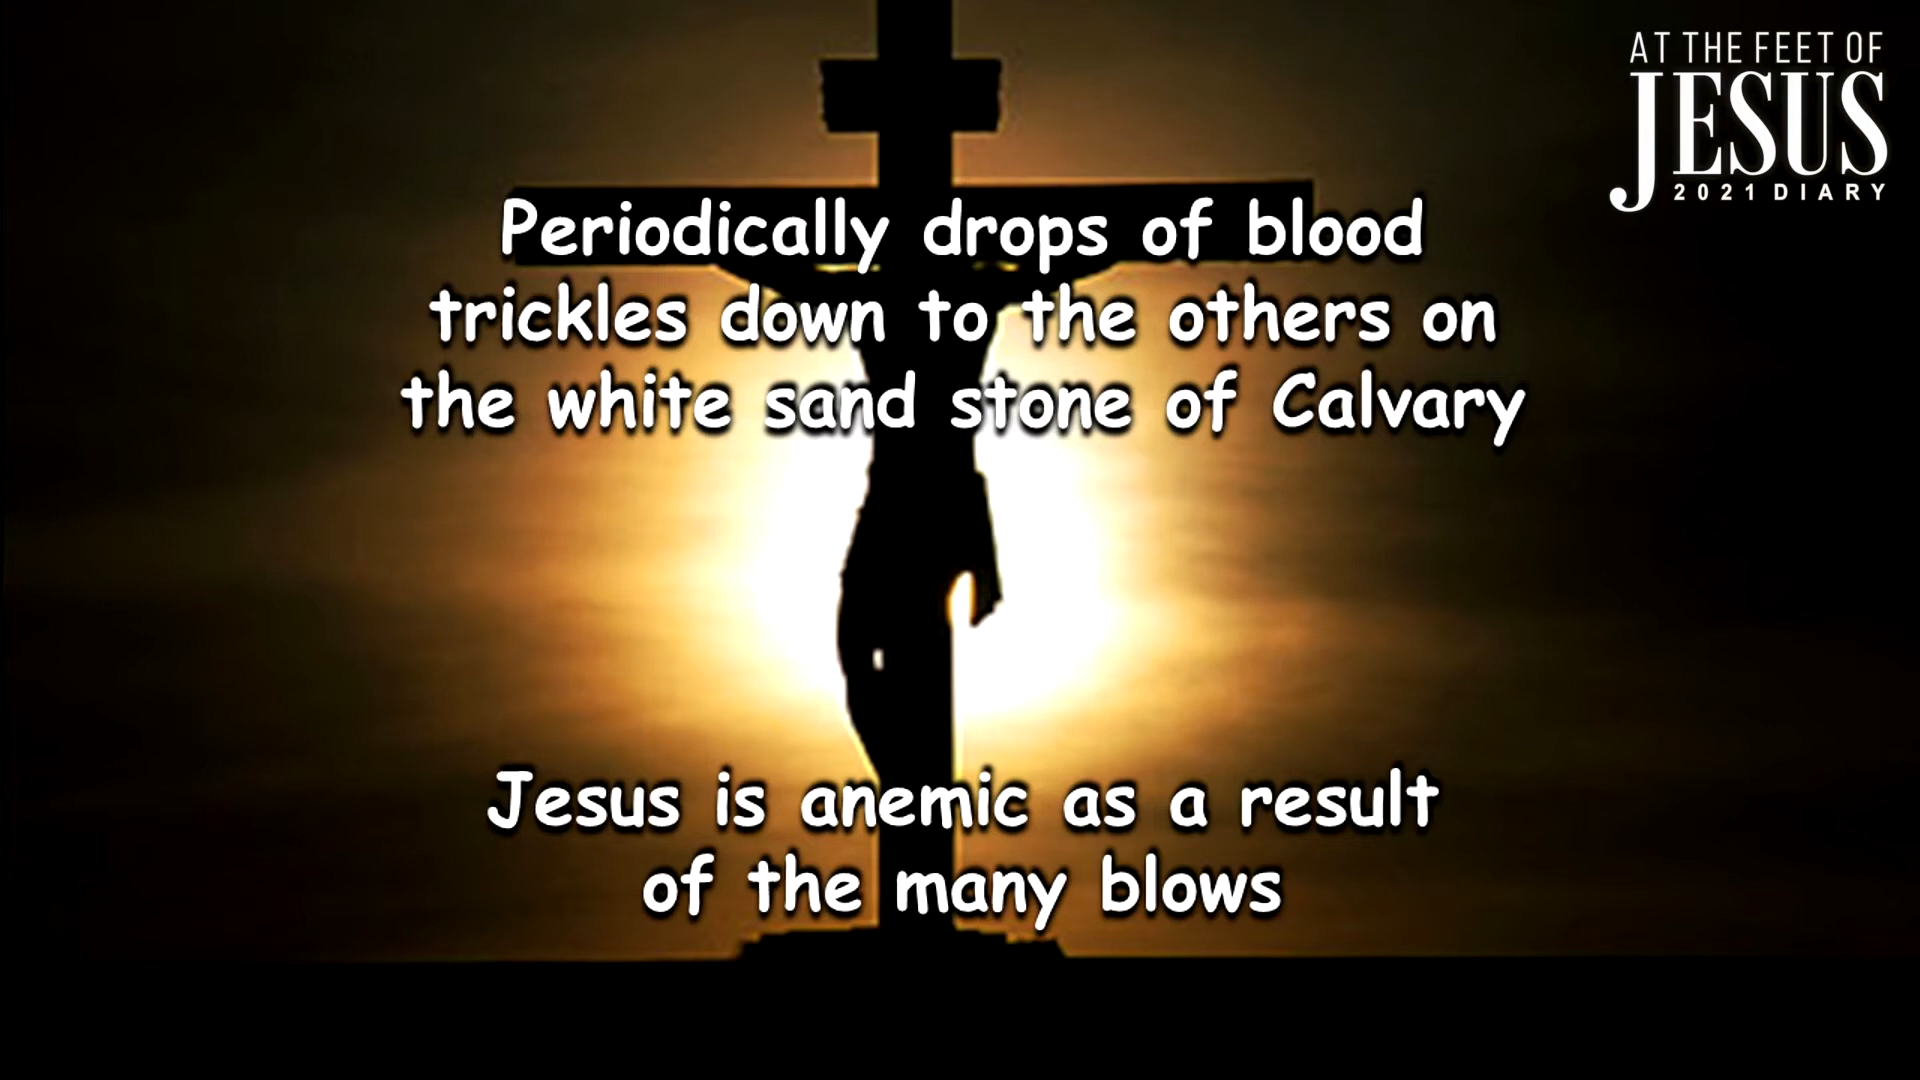 AT THE FEET OF
JESUS
2021 DIARY
Periodically drops of blood
trickles down to the others on
the white sand stone of Calvary
Jesus is anemic as a result
of the many blows